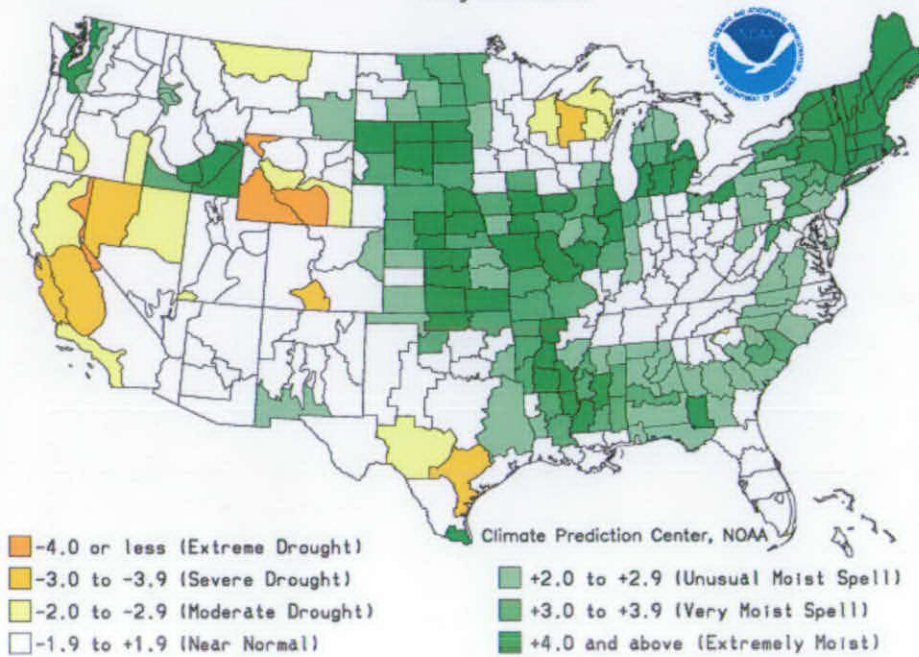 NOAA
-4.0 or less (Extreme Drought)
-3.0 to -3.9 (Severe Drought)
-2.0 to -2.9 (Moderate Drought)
-1.9 to +1.9 (Near Normal)
Climate Prediction Center, NOAA
+2.0 to +2.9 (Unusual Moist Spell)
+3.0 to +3.9 (Very Moist Spell)
+4.0 and above (Extremely Moist)